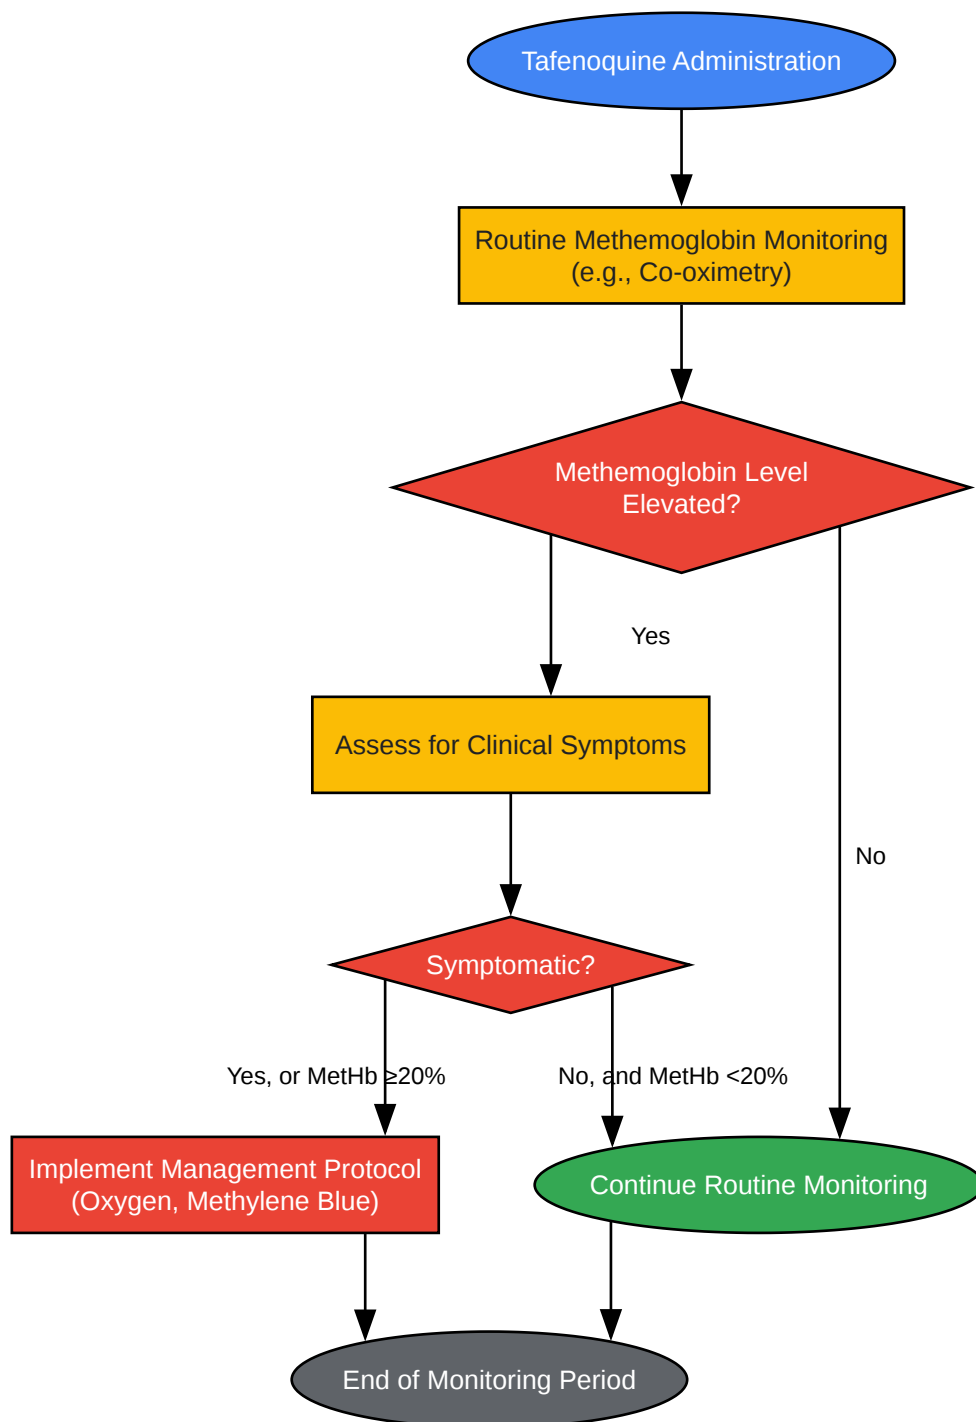 Tafenoquine Administration
Routine Methemoglobin Monitoring
(e.g., Co-oximetry)
Methemoglobin Level
Elevated?
Yes
Assess for Clinical Symptoms
No
Symptomatic?
Yes, or MetHb ≥20%
No, and MetHb <20%
Implement Management Protocol
(Oxygen, Methylene Blue)
Continue Routine Monitoring
End of Monitoring Period